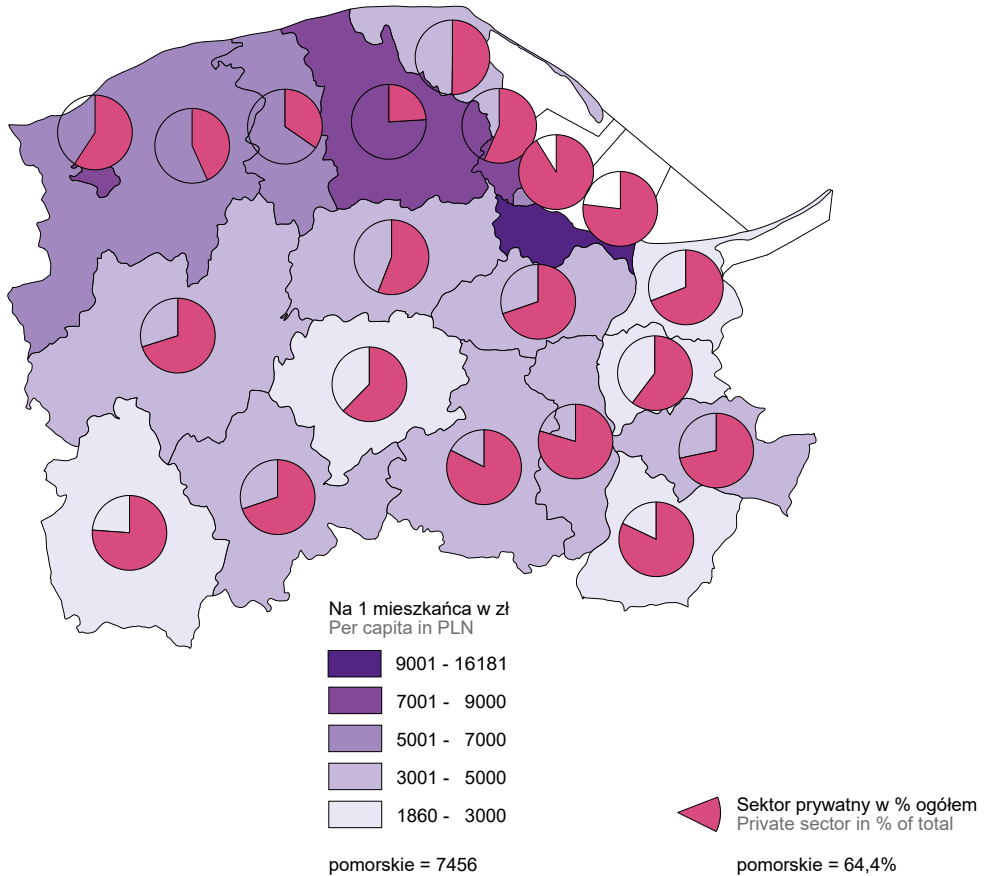 Na 1 mieszkańca w zł
Per capita in PLN
9001 - 16181
7001 - 9000
5001 - 7000
3001 - 5000
1860 - 3000
pomorskie = 7456
Sektor prywatny w % ogółem
Private sector in % of total
pomorskie = 64,4%